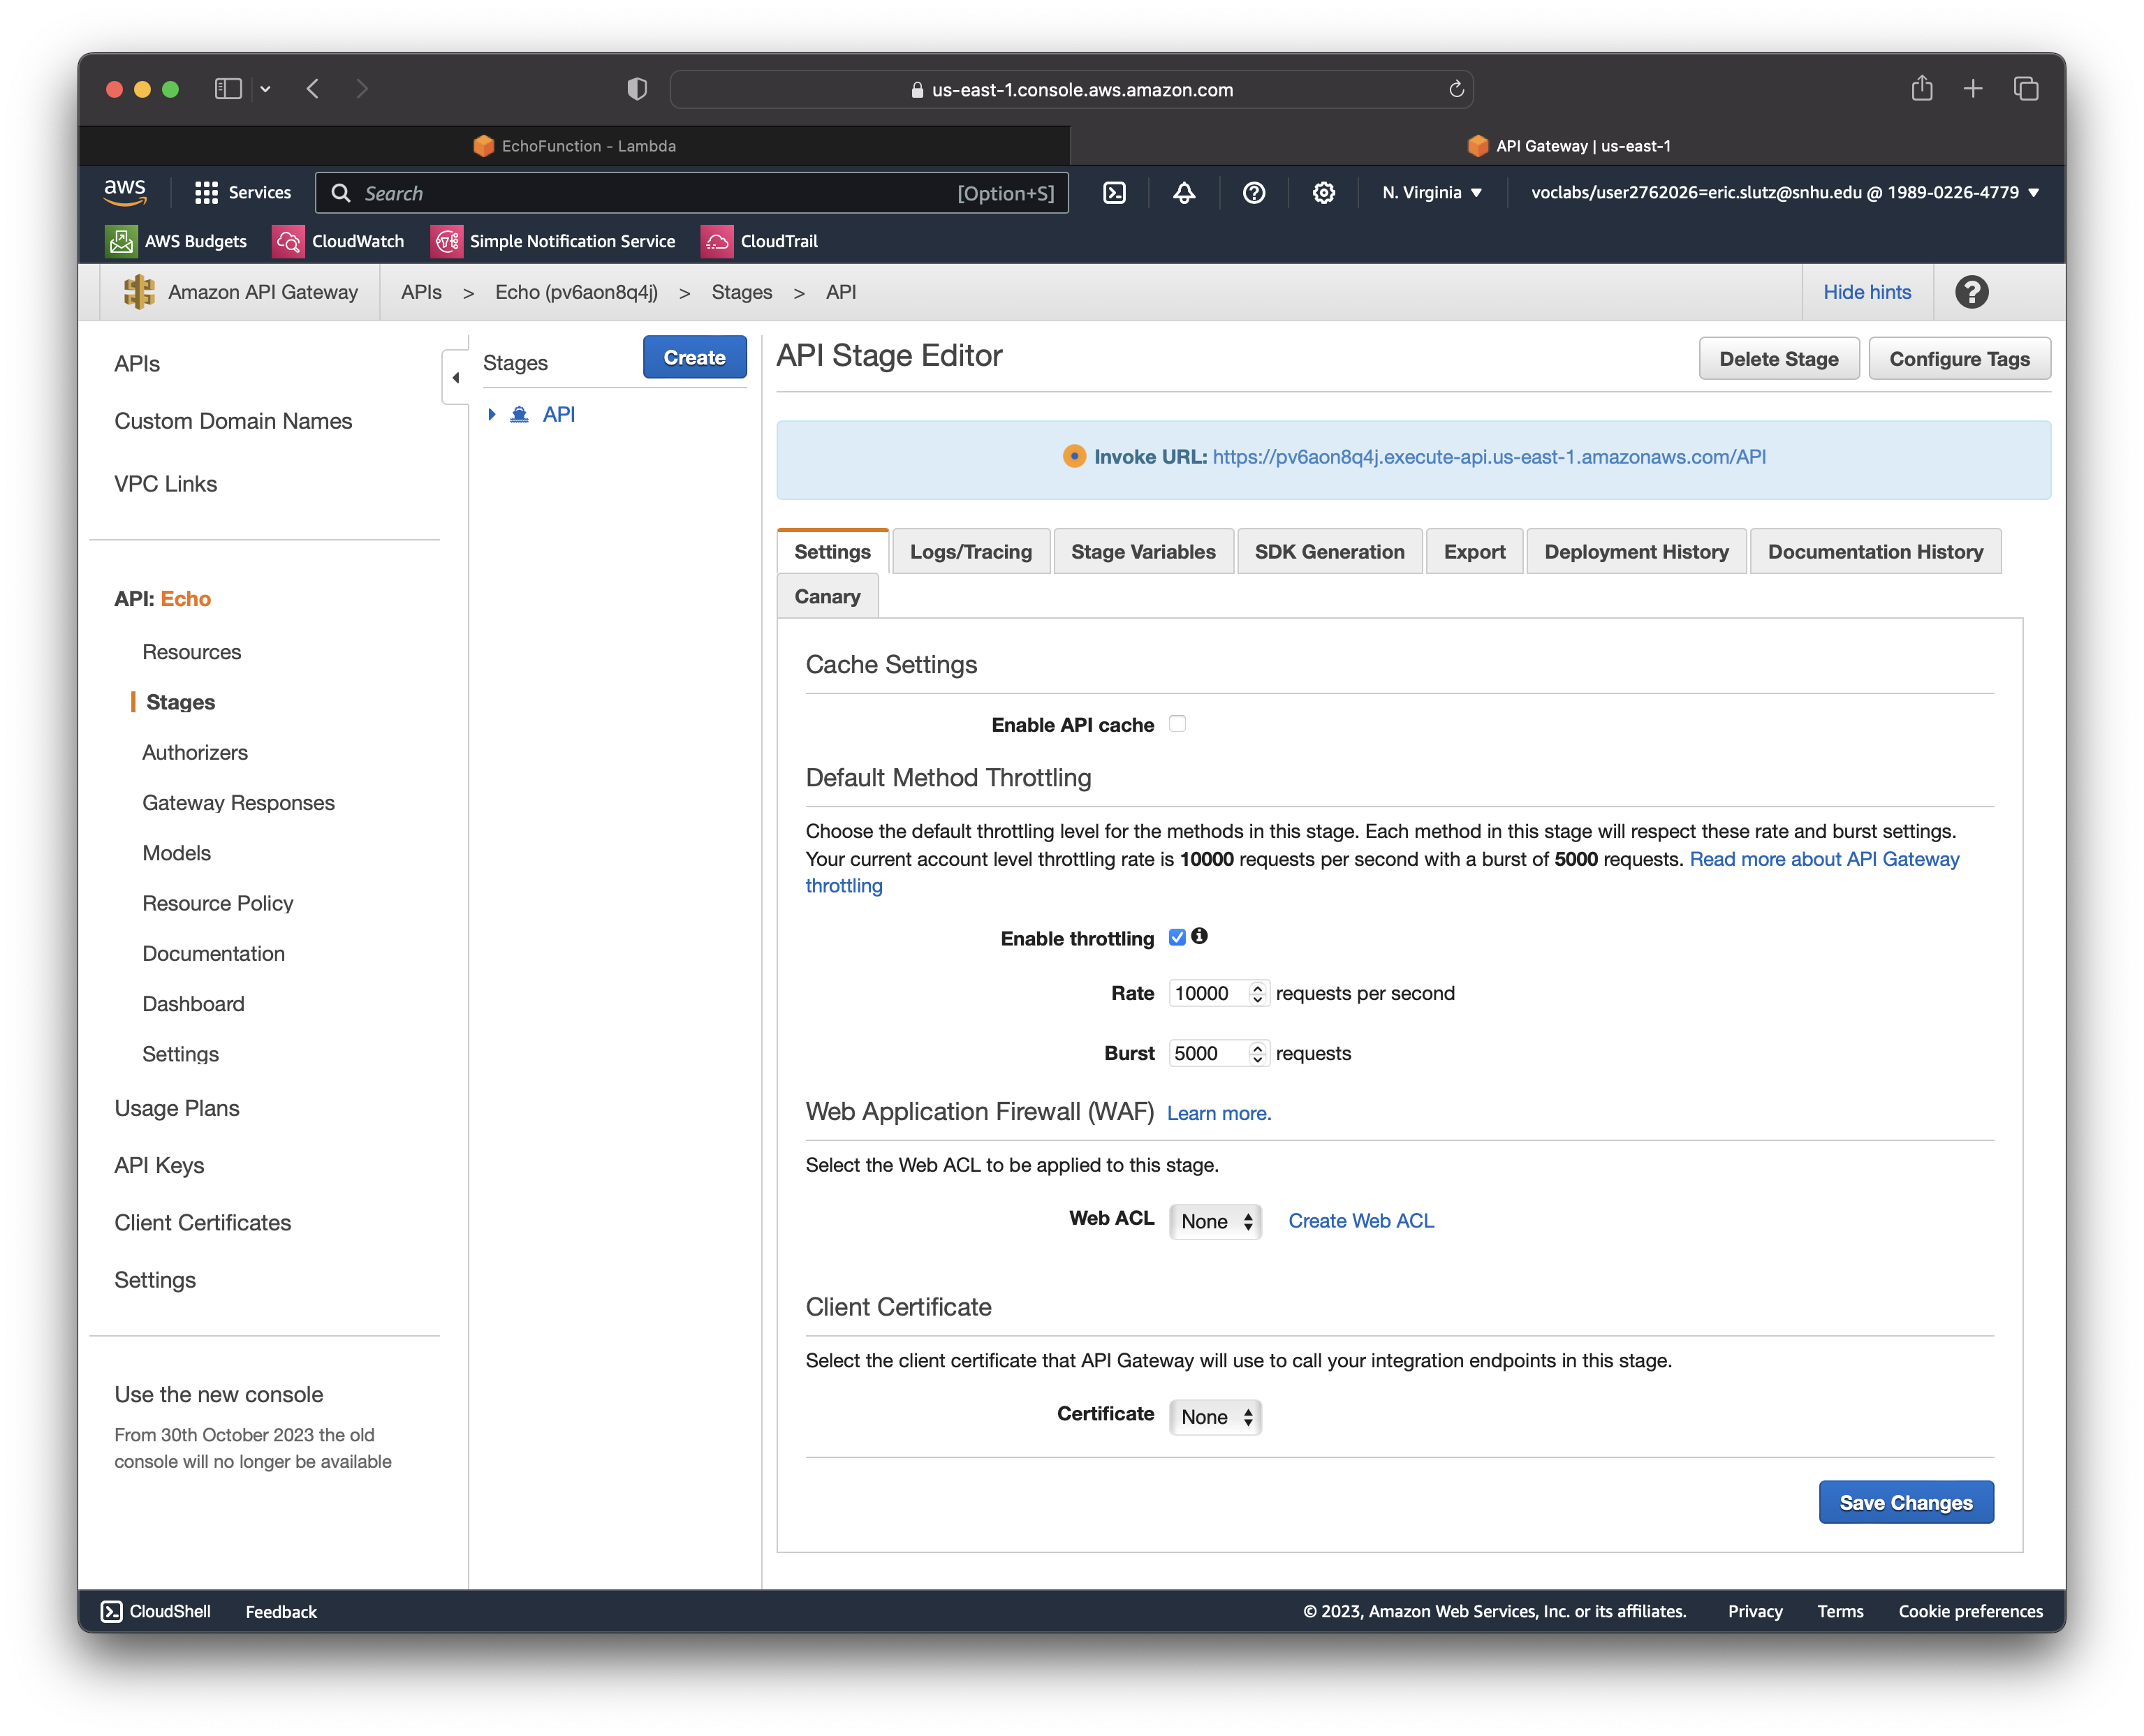 us-east-1.console.aws.amazon.com
EchoFunction - Lambda
API Gateway | us-east-1
aws
Services
Search
[Option+S]
N. Virginia
voclabs/user2762026=eric.slutz@snhu.edu @ 1989-0226-4779
AWS Budgets
CloudWatch
Simple Notification Service
CloudTrail
Amazon API Gateway
APIs > Echo (pv6aon8q4j) > Stages > API
Hide hints
?
APIs
Custom Domain Names
VPC Links
API: Echo
Resources
Stages
Authorizers
Gateway Responses
Models
Resource Policy
Documentation
Dashboard
Settings
Usage Plans
API Keys
Client Certificates
Settings
Use the new console
From 30th October 2023 the old
console will no longer be available
Stages
Create
API
API Stage Editor
Delete Stage
Configure Tags
Invoke URL: https://pv6aon8q4j.execute-api.us-east-1.amazonaws.com/API
Settings
Logs/Tracing
Stage Variables
SDK Generation
Export
Deployment History
Documentation History
Canary
Cache Settings
Enable API cache
Default Method Throttling
Choose the default throttling level for the methods in this stage. Each method in this stage will respect these rate and burst settings.
Your current account level throttling rate is 10000 requests per second with a burst of 5000 requests. Read more about API Gateway
throttling
Enable throttling
Rate 10000 requests per second
Burst 5000 requests
Web Application Firewall (WAF) Learn more.
Select the Web ACL to be applied to this stage.
Web ACL None Create Web ACL
Client Certificate
Select the client certificate that API Gateway will use to call your integration endpoints in this stage.
Certificate None
Save Changes
CloudShell
Feedback
© 2023, Amazon Web Services, Inc. or its affiliates.
Privacy
Terms
Cookie preferences